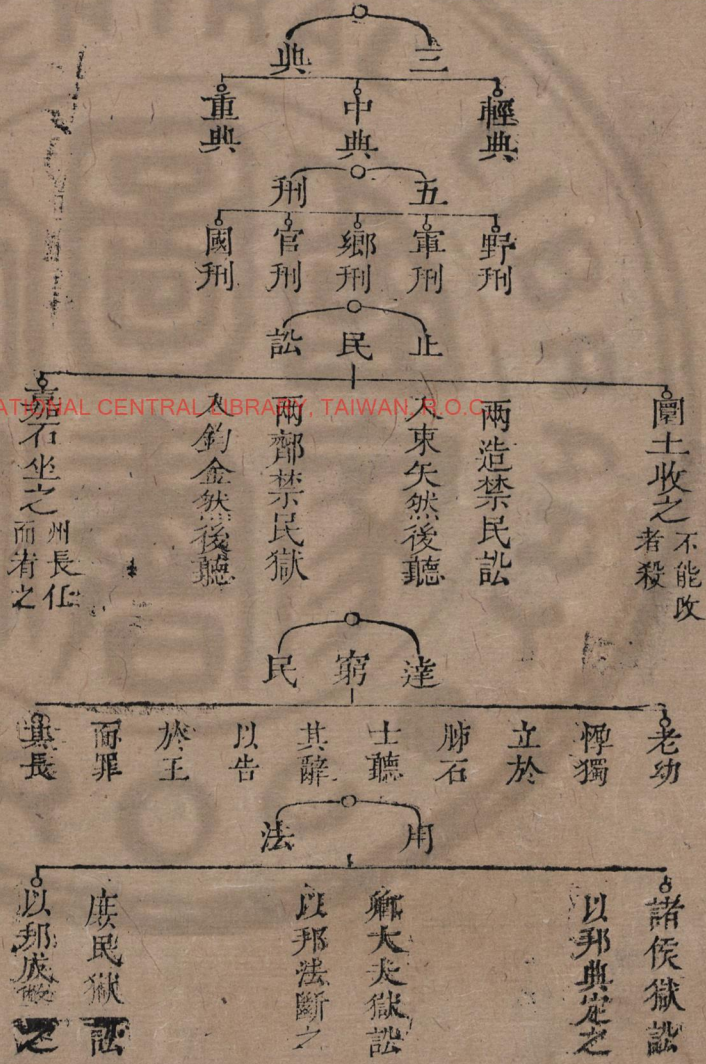 三典
輕典
中典
重典
五刑
野刑
軍刑
鄉刑
官刑
國刑
止民訟
圜土收之
不能改
者殺
兩造禁民訟
入束矢然後聽
兩劑禁民獄
入鈞金然後聽
嘉石坐之
州長任
而宥之
達窮民
老幼
惸獨
立於
肺石
士聽
其辭
以告
於王
而罪
其長
用法
諸侯獄訟
以邦典定之
卿大夫獄訟
以邦法斷之
庶民獄訟
以邦成之
NATIONAL CENTRAL LIBRARY, TAIWAN, R.O.C.